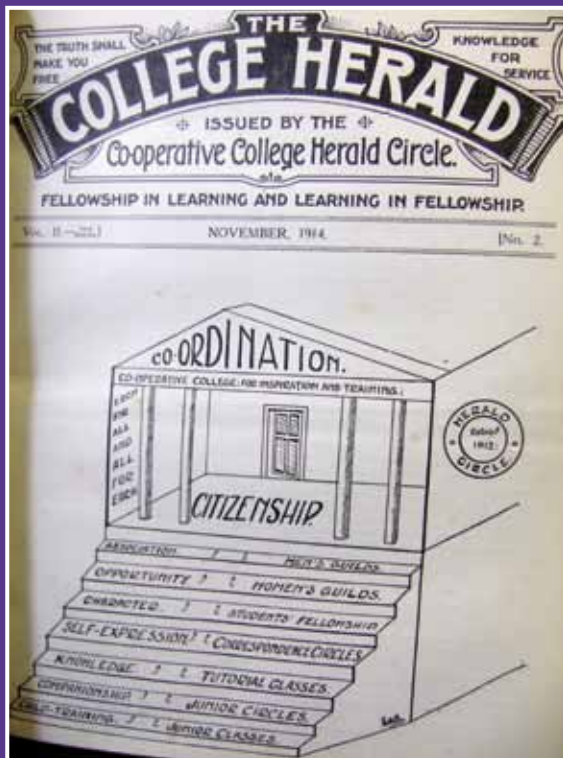 THE
COLLEGE HERALD
THE TRUTH SHALL
MAKE YOU
FREE
KNOWLEDGE
FOR
SERVICE
ISSUED BY THE
Co-operative College Herald Circle.
FELLOWSHIP IN LEARNING AND LEARNING IN FELLOWSHIP.
Vol. II. NOVEMBER, 1914. [No. 2.
CO-ORDINATION.
CO-OPERATIVE COLLEGE: FOR INSPIRATION AND TRAINING.
EACH
FOR
ALL
AND
ALL
FOR
EACH
HERALD
1912
CIRCLE
CITIZENSHIP.
ASSOCIATION. MEN'S GUILDS.
OPPORTUNITY WOMEN'S GUILDS.
CHARACTER. STUDENTS' FELLOWSHIP
SELF-EXPRESSION. CORRESPONDENCE CIRCLES.
KNOWLEDGE. TUTORIAL CLASSES.
COMPANIONSHIP. JUNIOR CIRCLES.
CHILD-TRAINING. JUNIOR CLASSES.